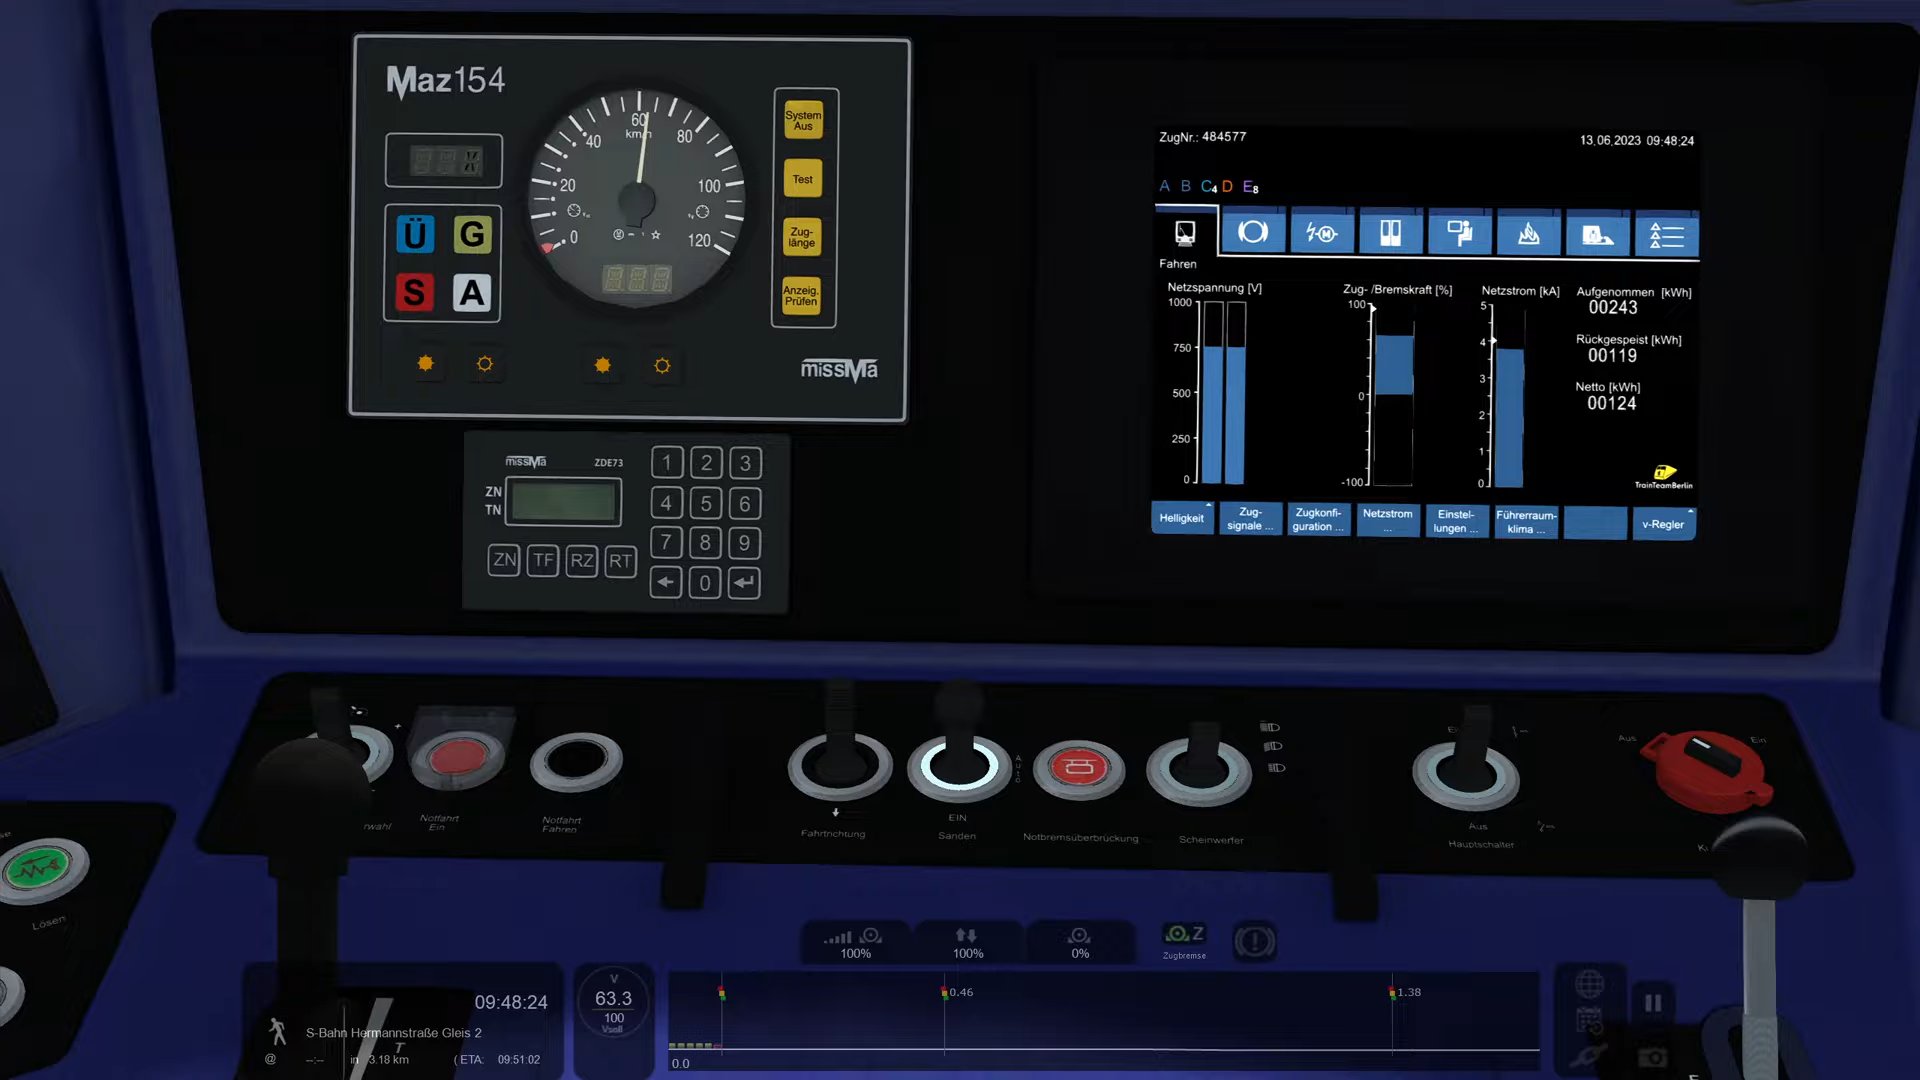 Maz154
60
km/h
40
80
20
100
0
120
System
Aus
Test
Zug-
länge
Anzeig.
Prüfen
Ü G
S A
missMa
missMa ZDE73
ZN
TN
1 2 3
4 5 6
7 8 9
0
ZN TF RZ RT
ZugNr.: 484577
13.06.2023 09:48:24
A B C4 D E8
Fahren
Netzspannung [V]
1000
750
500
250
0
Zug- /Bremskraft [%]
100
0
-100
Netzstrom [kA]
5
4
3
2
1
0
Aufgenommen [kWh]
00243
Rückgespeist [kWh]
00119
Netto [kWh]
00124
TrainTeamBerlin
Helligkeit
Zug-
signale ...
Zugkonfi-
guration ...
Netzstrom
...
Einstel-
lungen ...
Führerraum-
klima ...
v-Regler
Notfahrt
Ein
Notfahrt
Fahren
Fahrtrichtung
Auto
EIN
Sanden
Notbremsüberbrückung
Scheinwerfer
Aus
Hauptschalter
Aus Ein
Lösen
100%
100%
0%
Z
Zugbremse
09:48:24
S-Bahn Hermannstraße Gleis 2
@ --:-- in 3.18 km (ETA: 09:51:02
V
63.3
100
Vsoll
0.46
1.38
0.0